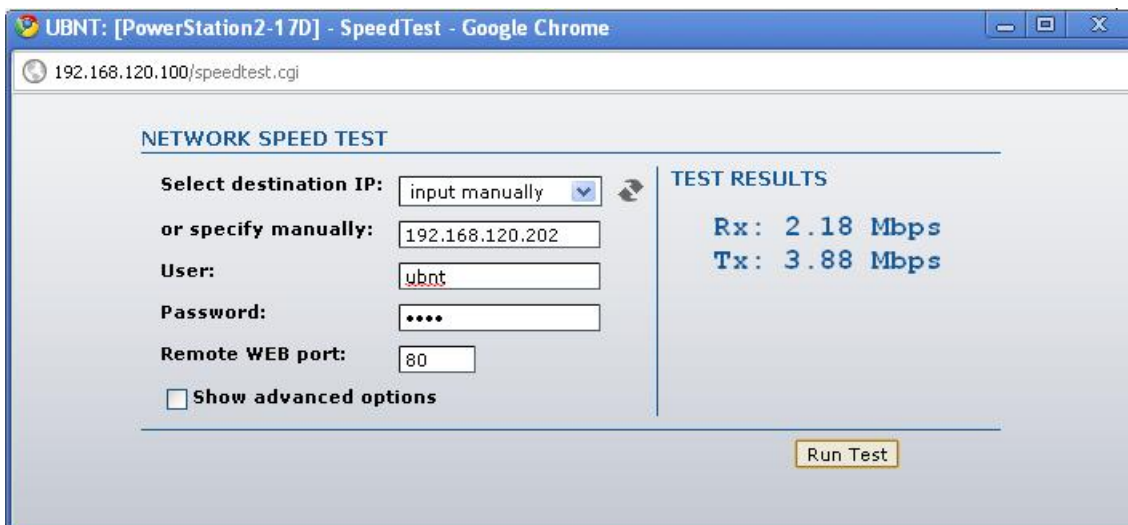 UBNT: [PowerStation2-17D] - SpeedTest - Google Chrome
192.168.120.100/speedtest.cgi
NETWORK SPEED TEST
Select destination IP: input manually
or specify manually: 192.168.120.202
User: ubnt
Password: ••••
Remote WEB port: 80
Show advanced options
TEST RESULTS
Rx: 2.18 Mbps
Tx: 3.88 Mbps
Run Test